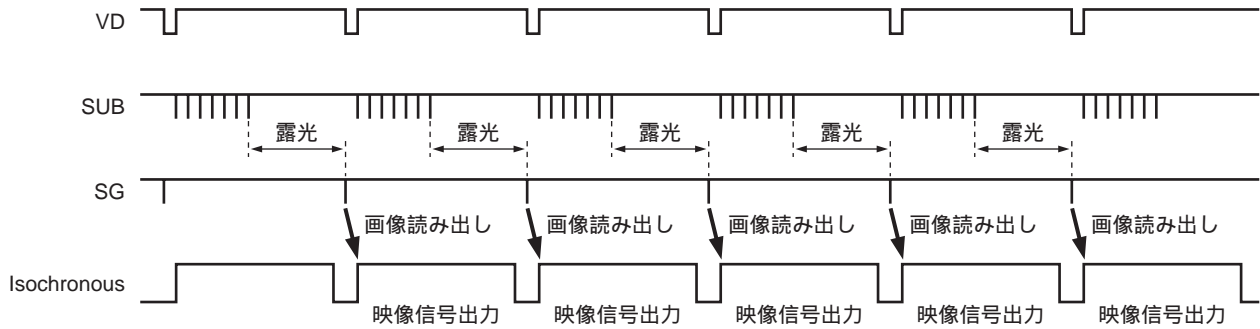 VD
SUB
露光 露光 露光 露光 露光
SG
画像読み出し 画像読み出し 画像読み出し 画像読み出し 画像読み出し
Isochronous
映像信号出力 映像信号出力 映像信号出力 映像信号出力 映像信号出力